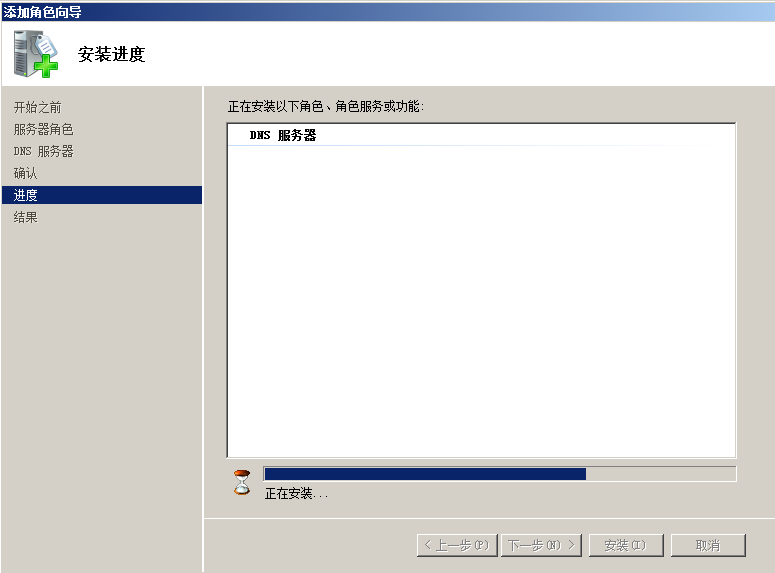 添加角色向导
安装进度
开始之前
服务器角色
DNS 服务器
确认
进度
结果
正在安装以下角色、角色服务或功能:
DNS 服务器
正在安装...
< 上一步(P)
下一步(N) >
安装(I)
取消